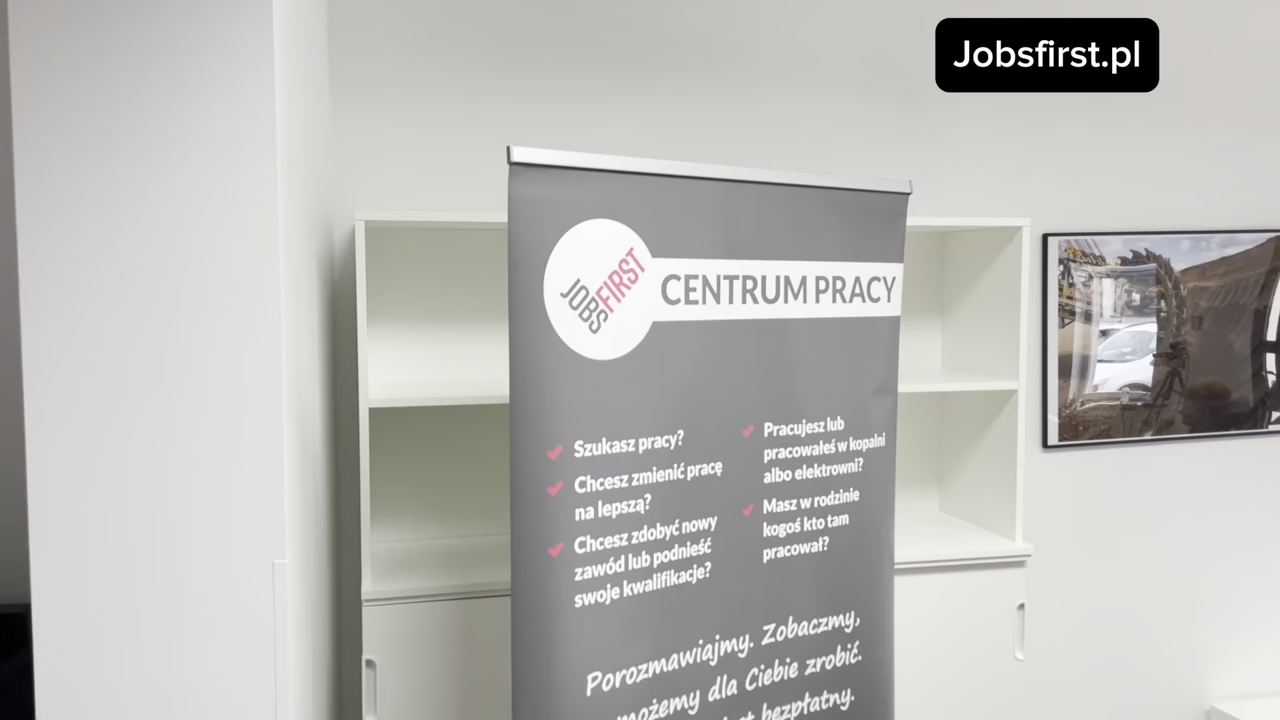 Jobsfirst.pl
JOBSFIRST
CENTRUM PRACY
Szukasz pracy?
Chcesz zmienić pracę
na lepszą?
Chcesz zdobyć nowy
zawód lub podnieść
swoje kwalifikacje?
Pracujesz lub
pracowałeś w kopalni
albo elektrowni?
Masz w rodzinie
kogoś kto tam
pracował?
Porozmawiajmy. Zobaczmy,
możemy dla Ciebie zrobić.
bezpłatny.